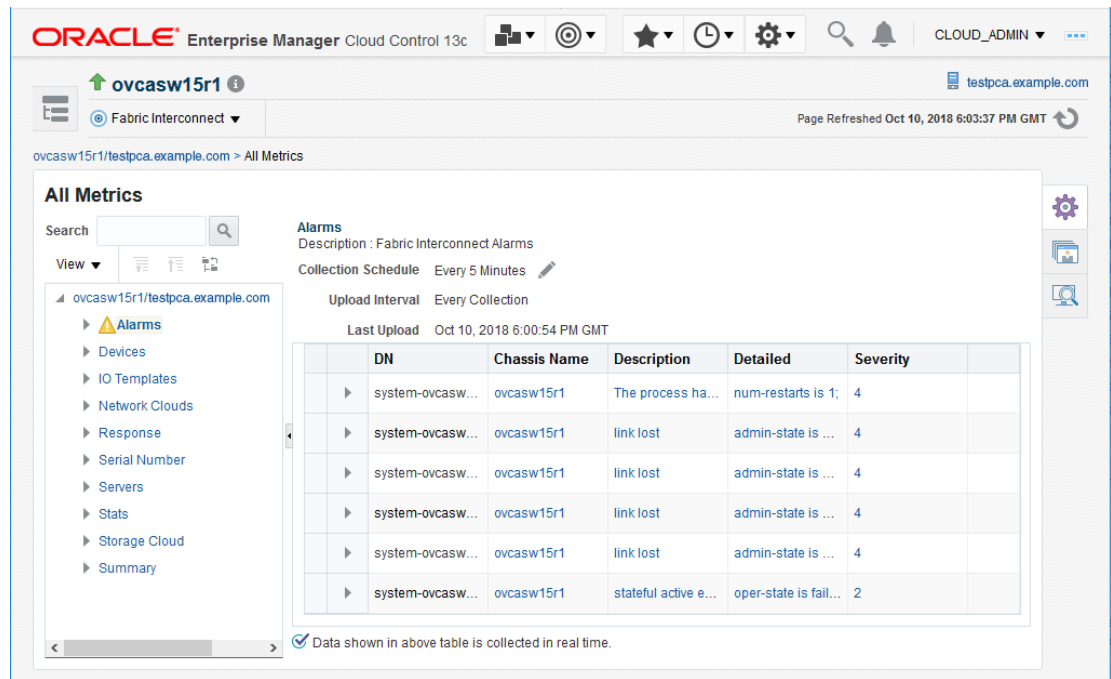 ORACLE Enterprise Manager Cloud Control 13c
CLOUD_ADMIN
ovcasw15r1
testpca.example.com
Fabric Interconnect
Page Refreshed Oct 10, 2018 6:03:37 PM GMT
ovcasw15r1/testpca.example.com > All Metrics
All Metrics
Search
View
ovcasw15r1/testpca.example.com
Alarms
Devices
IO Templates
Network Clouds
Response
Serial Number
Servers
Stats
Storage Cloud
Summary
Alarms
Description : Fabric Interconnect Alarms
Collection Schedule Every 5 Minutes
Upload Interval Every Collection
Last Upload Oct 10, 2018 6:00:54 PM GMT
DN Chassis Name Description Detailed Severity
system-ovcasw... ovcasw15r1 The process ha... num-restarts is 1; 4
system-ovcasw... ovcasw15r1 link lost admin-state is ... 4
system-ovcasw... ovcasw15r1 link lost admin-state is ... 4
system-ovcasw... ovcasw15r1 link lost admin-state is ... 4
system-ovcasw... ovcasw15r1 link lost admin-state is ... 4
system-ovcasw... ovcasw15r1 stateful active e... oper-state is fail... 2
Data shown in above table is collected in real time.